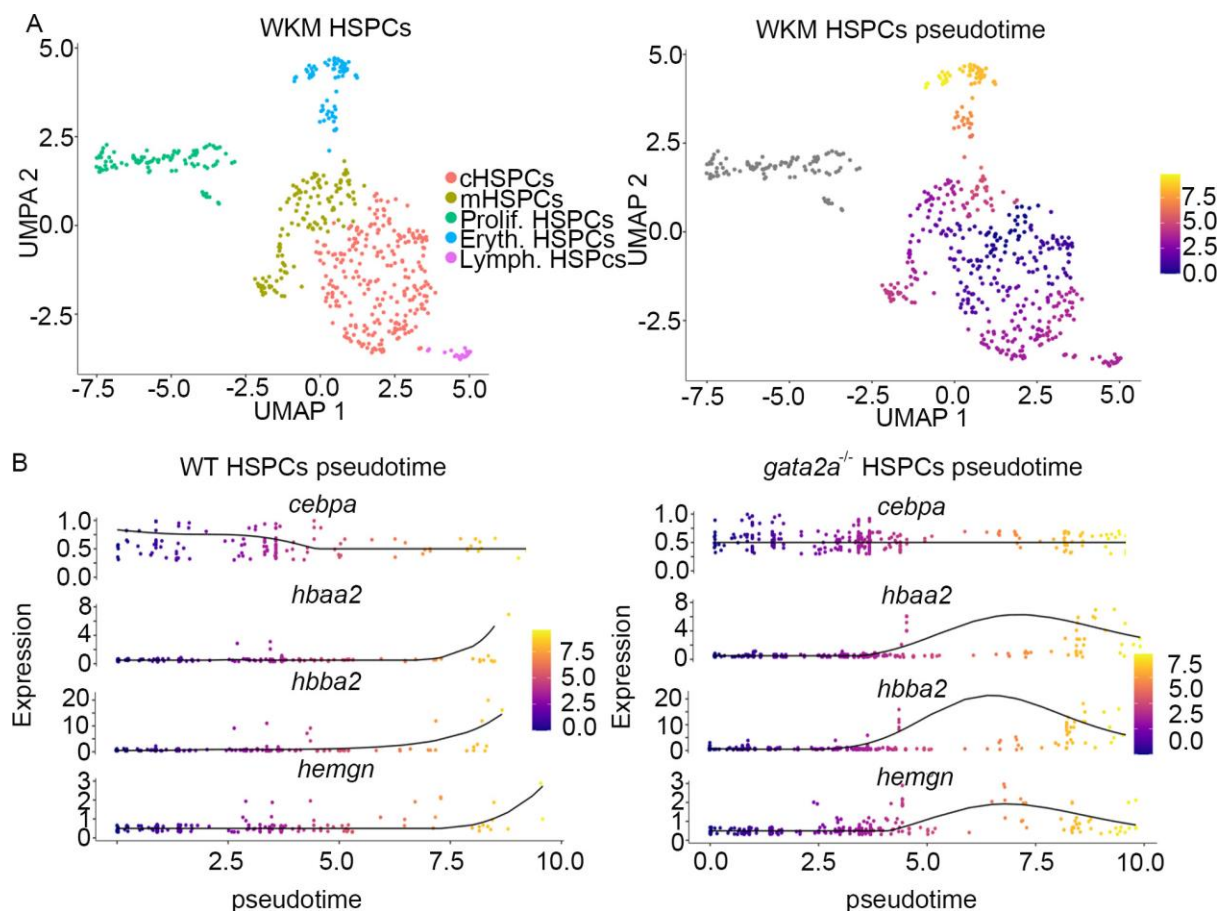 A
WKM HSPCs
WKM HSPCs pseudotime
5.0
2.5
0.0
-2.5
UMPA 2
-7.5 -5.0 -2.5 0.0 2.5 5.0
UMAP 1
cHSPCs
mHSPCs
Prolif. HSPCs
Eryth. HSPCs
Lymph. HSPcs
5.0
2.5
0.0
-2.5
UMAP 2
-7.5 -5.0 -2.5 0.0 2.5 5.0
UMAP 1
7.5
5.0
2.5
0.0
B
WT HSPCs pseudotime
cebpa
1.0
0.5
0.0
hbaa2
8
4
0
hbba2
20
10
0
hemgn
3
2
1
0
Expression
2.5 5.0 7.5 10.0
pseudotime
7.5
5.0
2.5
0.0
gata2a-/- HSPCs pseudotime
cebpa
1.0
0.5
0.0
hbaa2
8
4
0
hbba2
20
10
0
hemgn
3
2
1
0
Expression
0.0 2.5 5.0 7.5 10.0
pseudotime
7.5
5.0
2.5
0.0